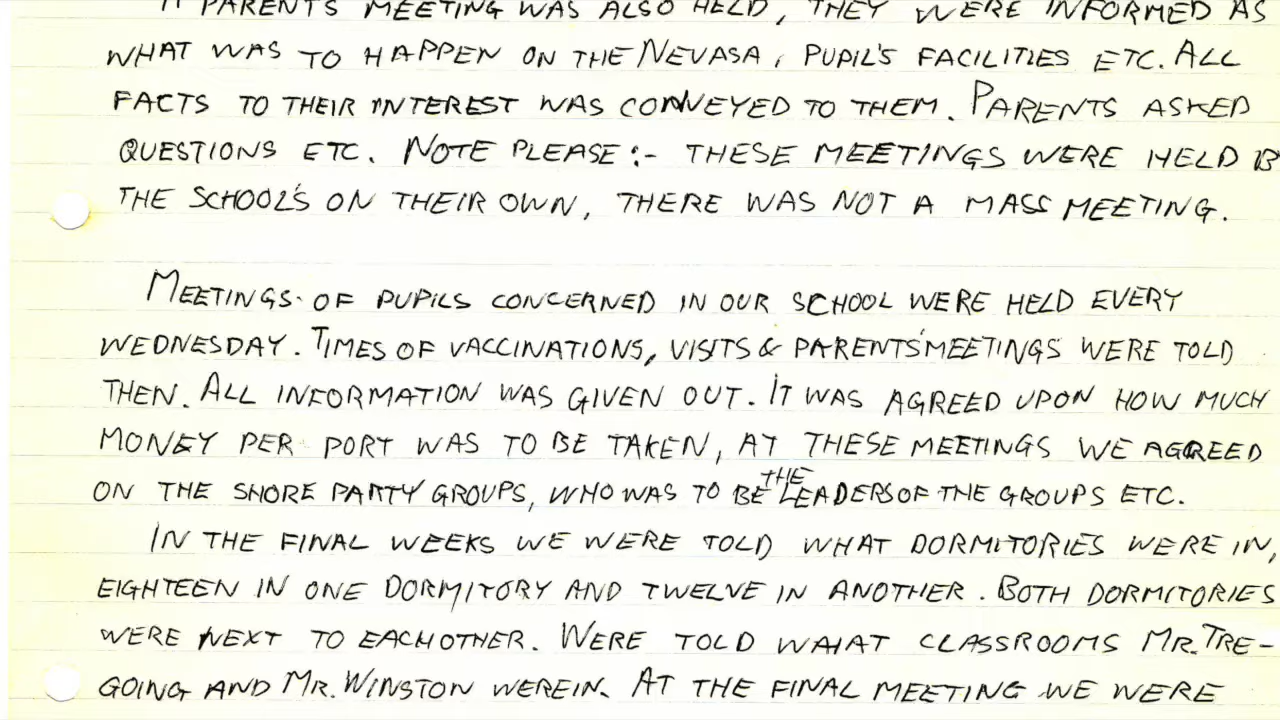 A PARENTS MEETING WAS ALSO HELD, THEY WERE INFORMED AS
WHAT WAS TO HAPPEN ON THE NEVASA, PUPIL'S FACILITIES ETC. ALL
FACTS TO THEIR INTEREST WAS CONVEYED TO THEM. PARENTS ASKED
QUESTIONS ETC. NOTE PLEASE:- THESE MEETINGS WERE HELD B
THE SCHOOL'S ON THEIR OWN, THERE WAS NOT A MASS MEETING.
MEETINGS OF PUPILS CONCERNED IN OUR SCHOOL WERE HELD EVERY
WEDNESDAY. TIMES OF VACCINATIONS, VISITS & PARENTS' MEETINGS WERE TOLD
THEN. ALL INFORMATION WAS GIVEN OUT. IT WAS AGREED UPON HOW MUCH
MONEY PER PORT WAS TO BE TAKEN, AT THESE MEETINGS WE AGREED
ON THE SHORE PARTY GROUPS, WHO WAS TO BE THE LEADERS OF THE GROUPS ETC.
IN THE FINAL WEEKS WE WERE TOLD WHAT DORMITORIES WERE IN,
EIGHTEEN IN ONE DORMITORY AND TWELVE IN ANOTHER. BOTH DORMITORIES
WERE NEXT TO EACHOTHER. WERE TOLD WHAT CLASSROOMS MR. TRE-
GOING AND MR. WINSTON WERE IN. AT THE FINAL MEETING WE WERE